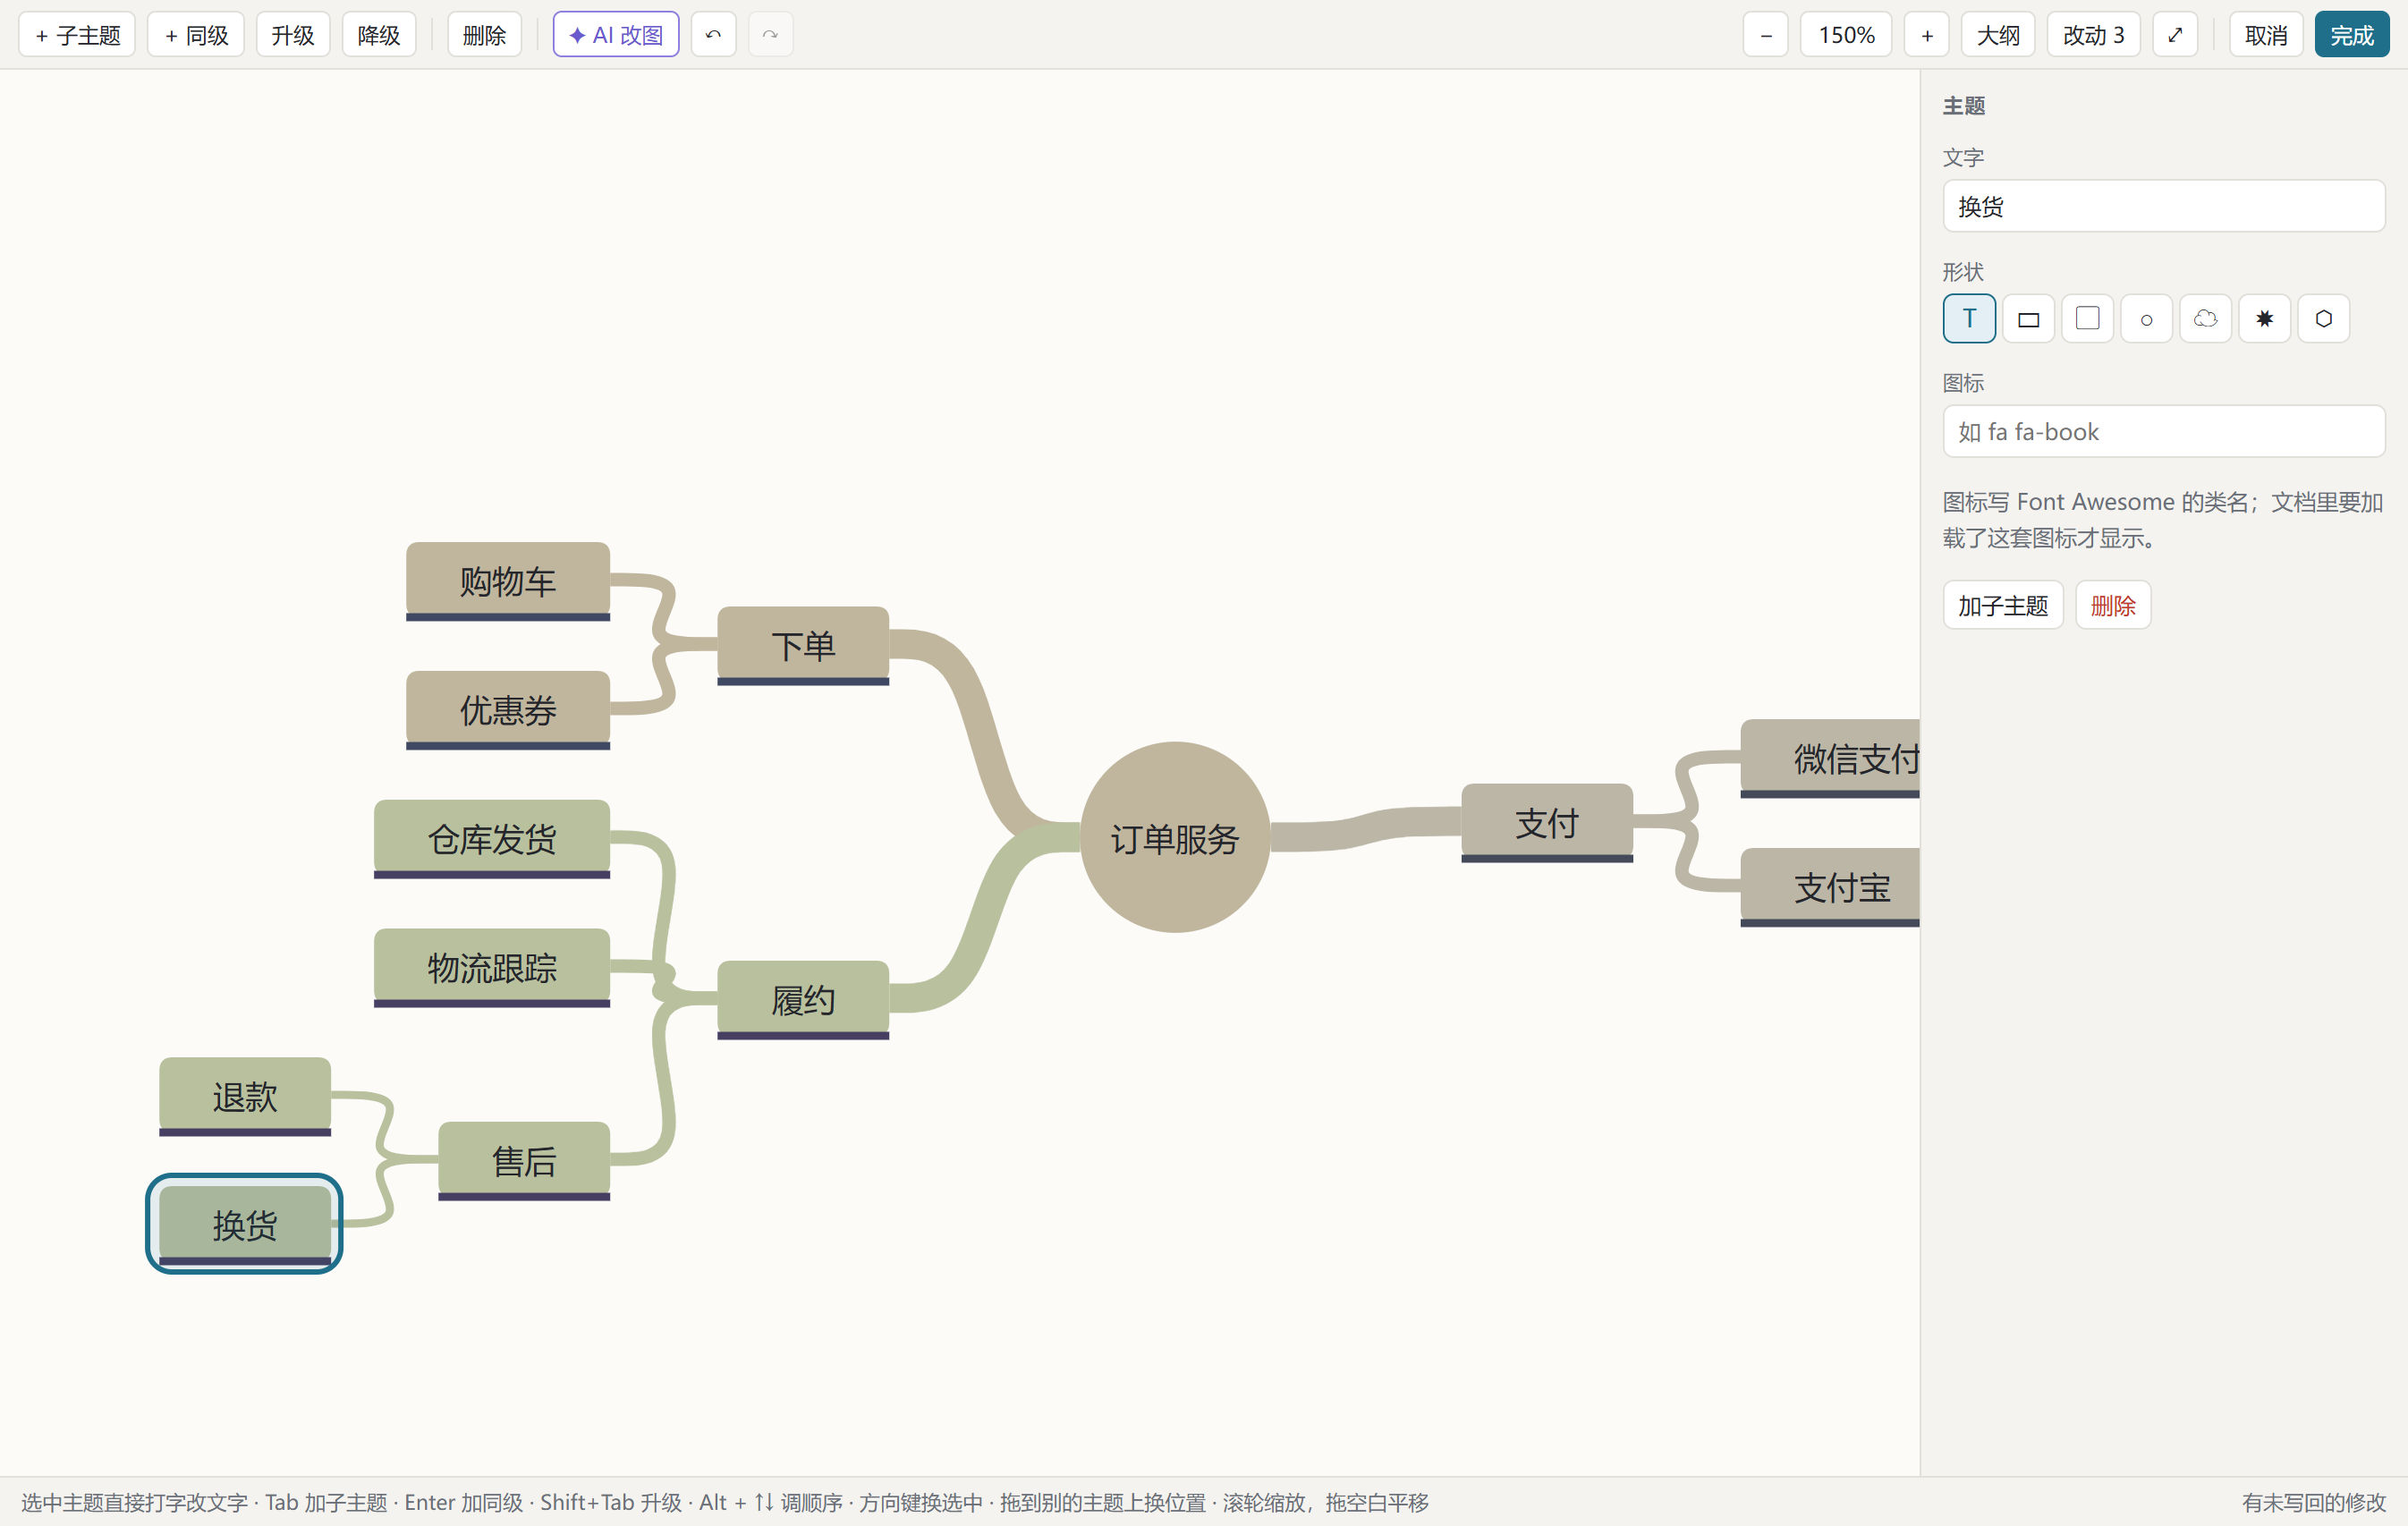 + 子主题 + 同级 升级 降级 删除 ✦ AI 改图 ↶ ↷ − 150% + 大纲 改动 3 ⤢ 取消 完成
主题
文字
换货
形状
T
图标
如 fa fa-book
图标写 Font Awesome 的类名；文档里要加
载了这套图标才显示。
加子主题 删除
购物车
下单
优惠券
微信支付
仓库发货
订单服务
支付
支付宝
物流跟踪
履约
退款
售后
换货
选中主题直接打字改文字 · Tab 加子主题 · Enter 加同级 · Shift+Tab 升级 · Alt + ↑↓ 调顺序 · 方向键换选中 · 拖到别的主题上换位置 · 滚轮缩放，拖空白平移
有未写回的修改